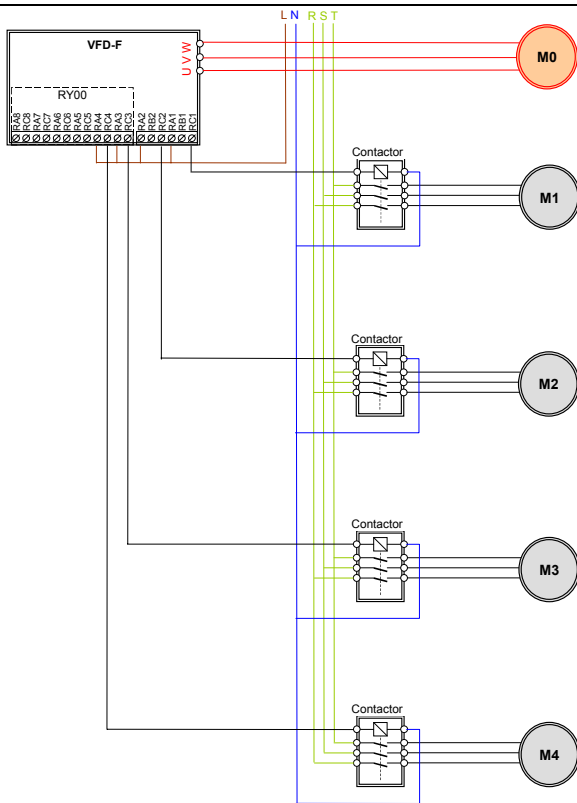 L N R S T
VFD-F
U V W
M0
RY00
RA8 RC8 RA7 RC7 RA6 RC6 RA5 RC5 RA4 RC4 RA3 RC3 RA2 RB2 RC2 RA1 RB1 RC1
Contactor
M1
Contactor
M2
Contactor
M3
Contactor
M4